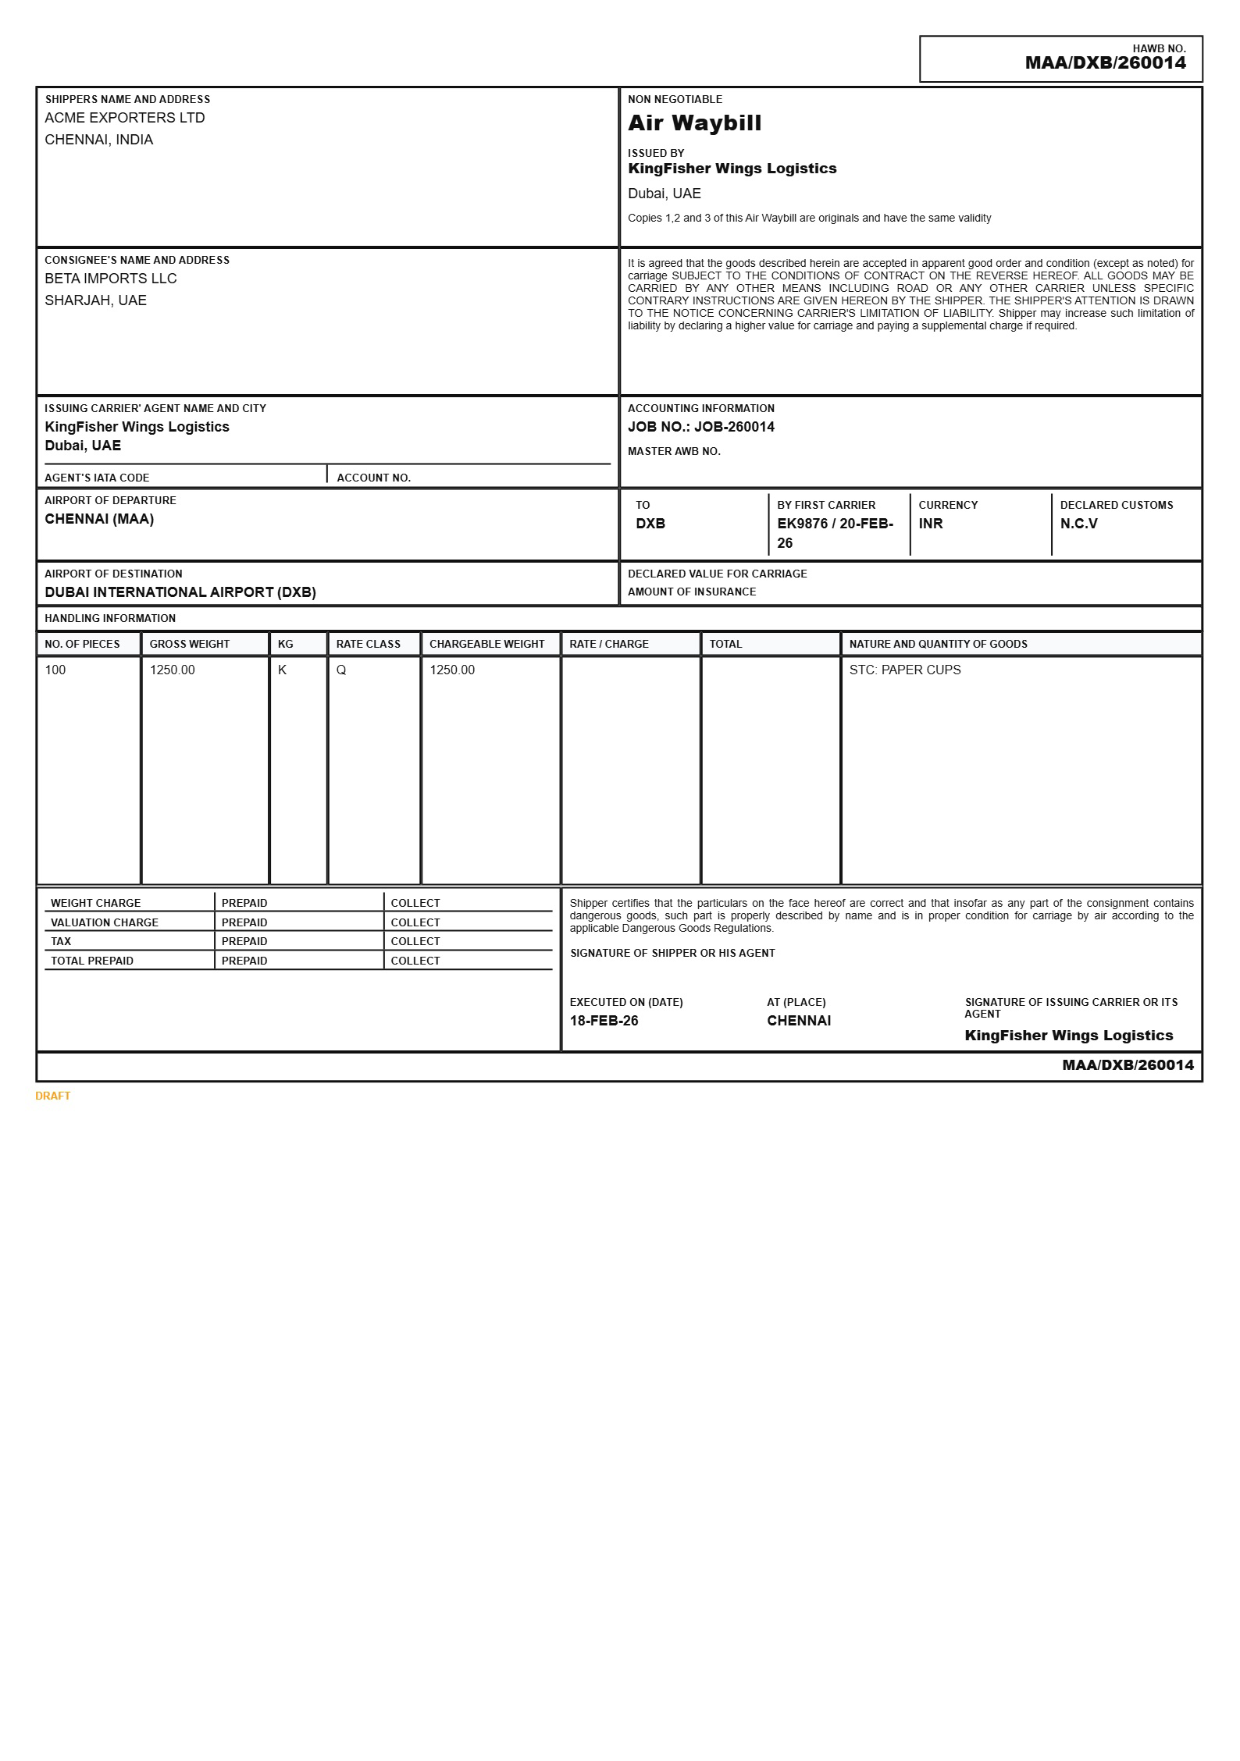 HAWB NO.
MAA/DXB/260014
SHIPPERS NAME AND ADDRESS
ACME EXPORTERS LTD
CHENNAI, INDIA
NON NEGOTIABLE
Air Waybill
ISSUED BY
KingFisher Wings Logistics
Dubai, UAE
Copies 1,2 and 3 of this Air Waybill are originals and have the same validity
CONSIGNEE'S NAME AND ADDRESS
BETA IMPORTS LLC
SHARJAH, UAE
It is agreed that the goods described herein are accepted in apparent good order and condition (except as noted) for
carriage SUBJECT TO THE CONDITIONS OF CONTRACT ON THE REVERSE HEREOF. ALL GOODS MAY BE
CARRIED BY ANY OTHER MEANS INCLUDING ROAD OR ANY OTHER CARRIER UNLESS SPECIFIC
CONTRARY INSTRUCTIONS ARE GIVEN HEREON BY THE SHIPPER. THE SHIPPER'S ATTENTION IS DRAWN
TO THE NOTICE CONCERNING CARRIER'S LIMITATION OF LIABILITY. Shipper may increase such limitation of
liability by declaring a higher value for carriage and paying a supplemental charge if required.
ISSUING CARRIER' AGENT NAME AND CITY
KingFisher Wings Logistics
Dubai, UAE
AGENT'S IATA CODE
ACCOUNT NO.
ACCOUNTING INFORMATION
JOB NO.: JOB-260014
MASTER AWB NO.
AIRPORT OF DEPARTURE
CHENNAI (MAA)
TO
DXB
BY FIRST CARRIER
EK9876 / 20-FEB-
26
CURRENCY
INR
DECLARED CUSTOMS
N.C.V
AIRPORT OF DESTINATION
DUBAI INTERNATIONAL AIRPORT (DXB)
DECLARED VALUE FOR CARRIAGE
AMOUNT OF INSURANCE
HANDLING INFORMATION
NO. OF PIECES GROSS WEIGHT KG RATE CLASS CHARGEABLE WEIGHT RATE / CHARGE TOTAL NATURE AND QUANTITY OF GOODS
100 1250.00 K Q 1250.00 STC: PAPER CUPS
WEIGHT CHARGE PREPAID COLLECT
VALUATION CHARGE PREPAID COLLECT
TAX PREPAID COLLECT
TOTAL PREPAID PREPAID COLLECT
Shipper certifies that the particulars on the face hereof are correct and that insofar as any part of the consignment contains
dangerous goods, such part is properly described by name and is in proper condition for carriage by air according to the
applicable Dangerous Goods Regulations.
SIGNATURE OF SHIPPER OR HIS AGENT
EXECUTED ON (DATE)
18-FEB-26
AT (PLACE)
CHENNAI
SIGNATURE OF ISSUING CARRIER OR ITS
AGENT
KingFisher Wings Logistics
MAA/DXB/260014
DRAFT